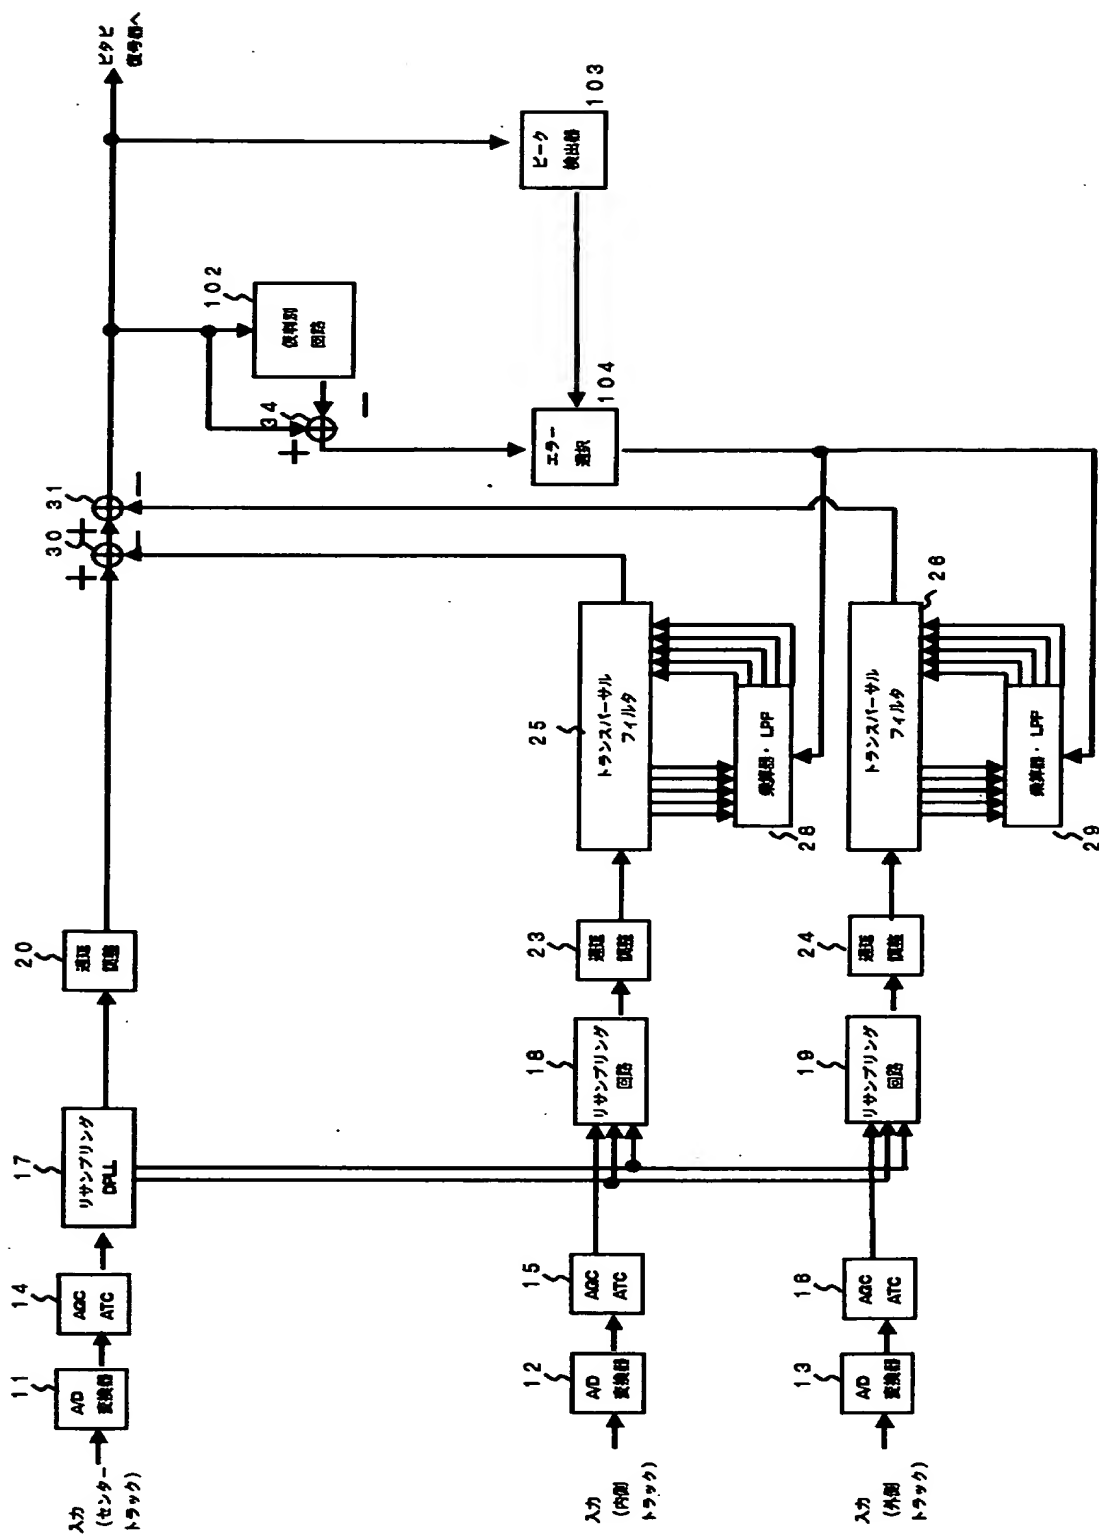 入力
(センター
トラック)
11
A/D
変換器
14
AGC
ATC
17
リサンプリング
DPLL
20
遅延
調整
30
+
−
31
+
−
ビタビ
復号器へ
102
仮判別
回路
34
+
−
103
ピーク
検出器
104
エラー
選択
入力
(内側
トラック)
12
A/D
変換器
15
AGC
ATC
18
リサンプリング
回路
23
遅延
調整
25
トランスバーサル
フィルタ
乗算器・LPF
28
入力
(外側
トラック)
13
A/D
変換器
16
AGC
ATC
19
リサンプリング
回路
24
遅延
調整
26
トランスバーサル
フィルタ
乗算器・LPF
29